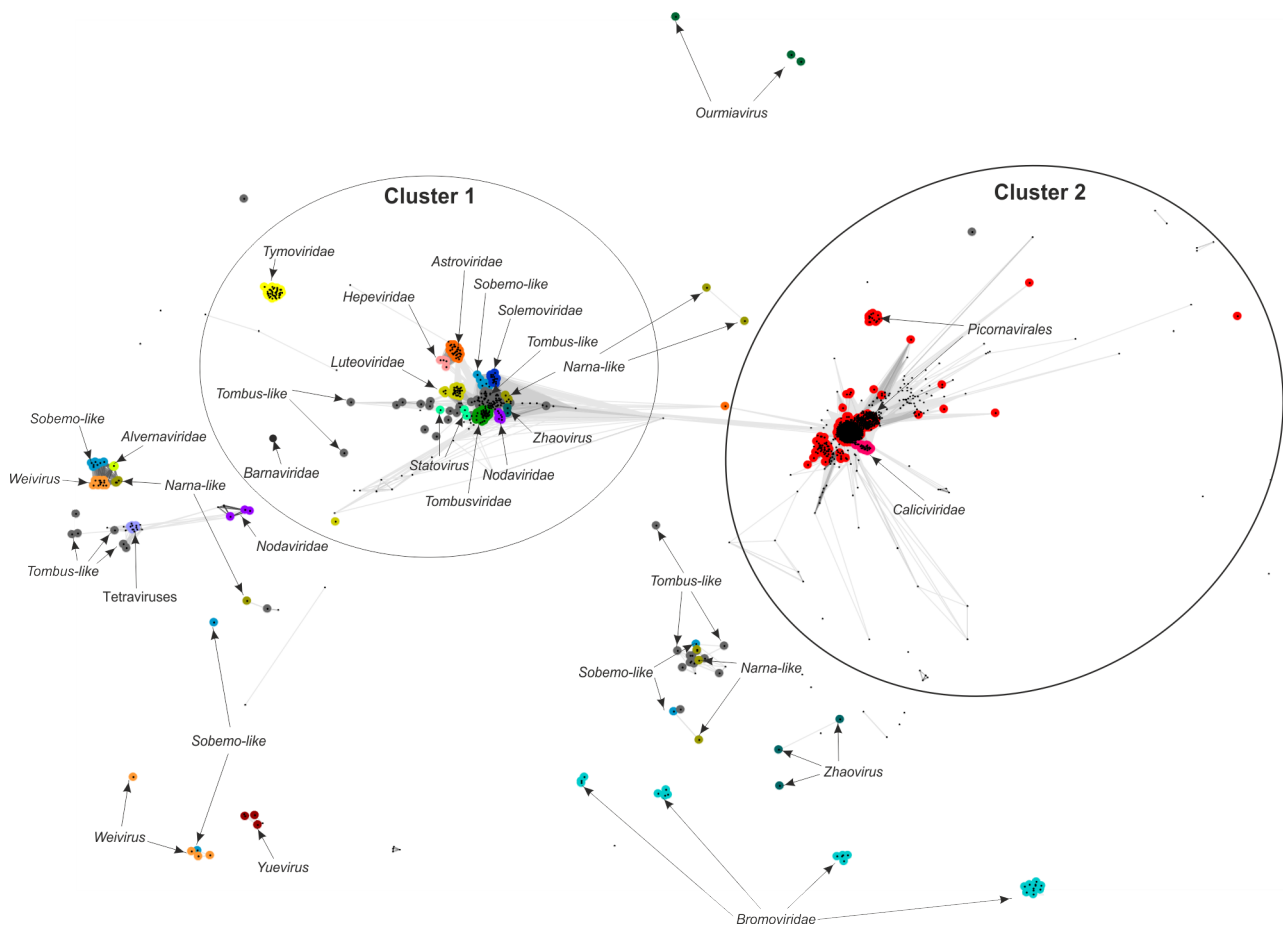 Ourmiavirus
Cluster 1
Cluster 2
Tymoviridae
Astroviridae
Sobemo-like
Hepeviridae
Solemoviridae
Tombus-like
Picornavirales
Luteoviridae
Narna-like
Tombus-like
Sobemo-like
Alvernaviridae
Zhaovirus
Statovirus
Barnaviridae
Weivirus
Narna-like
Nodaviridae
Tombusviridae
Caliciviridae
Nodaviridae
Tombus-like
Tombus-like
Tetraviruses
Sobemo-like
Narna-like
Sobemo-like
Zhaovirus
Weivirus
Yuevirus
Bromoviridae